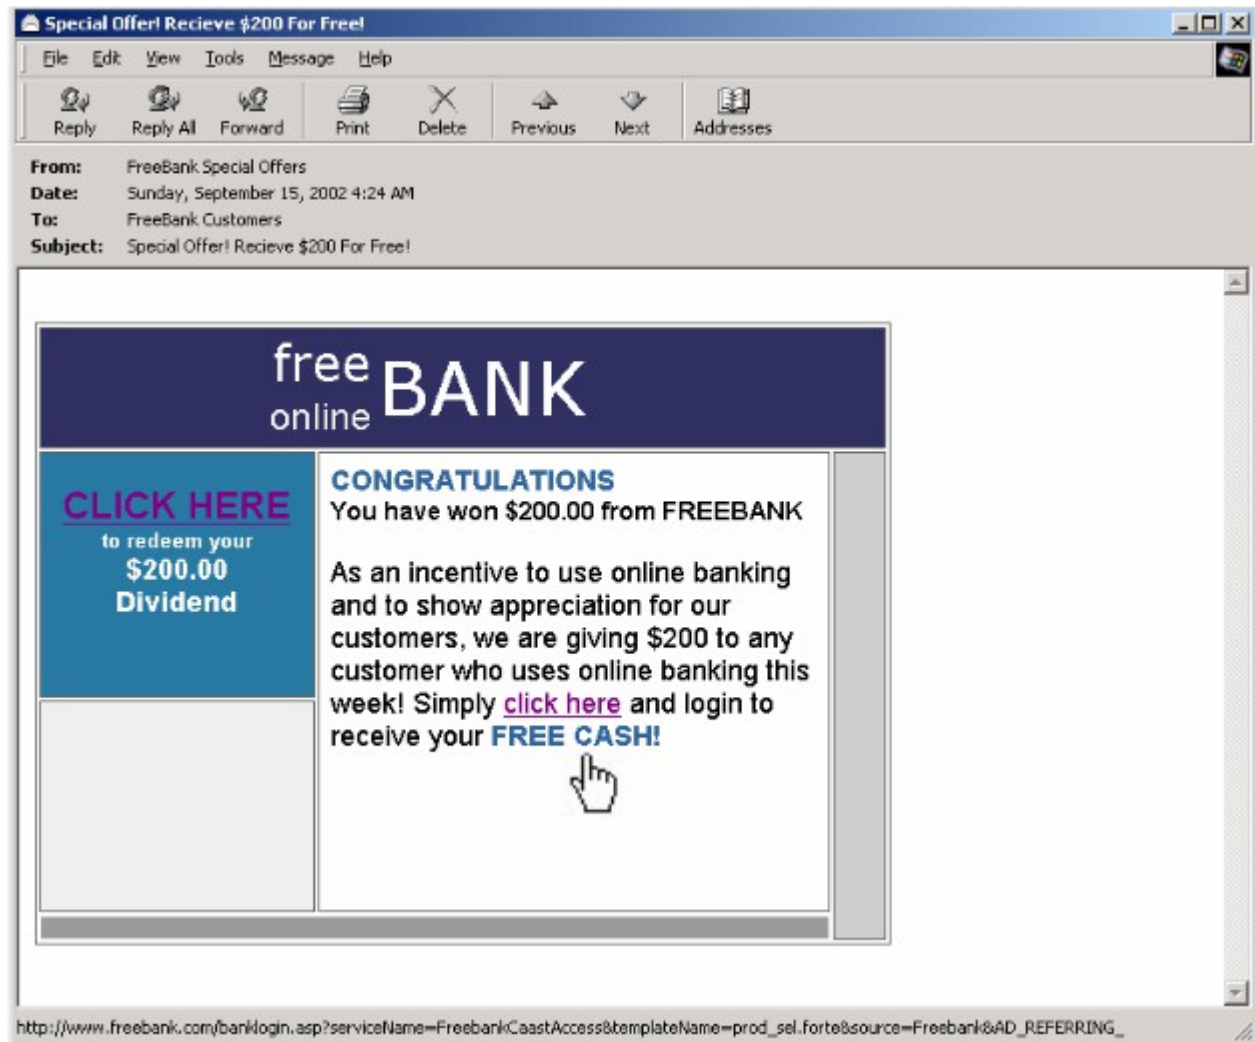 Special Offer! Recieve $200 For Free!
File Edit View Tools Message Help
Reply Reply All Forward Print Delete Previous Next Addresses
From: FreeBank Special Offers
Date: Sunday, September 15, 2002 4:24 AM
To: FreeBank Customers
Subject: Special Offer! Recieve $200 For Free!
free
online BANK
CLICK HERE
to redeem your
$200.00
Dividend
CONGRATULATIONS
You have won $200.00 from FREEBANK
As an incentive to use online banking
and to show appreciation for our
customers, we are giving $200 to any
customer who uses online banking this
week! Simply click here and login to
receive your FREE CASH!
http://www.freebank.com/banklogin.asp?serviceName=FreebankCaastAccess&templateName=prod_sel.forte&source=Freebank&AD_REFERRING_